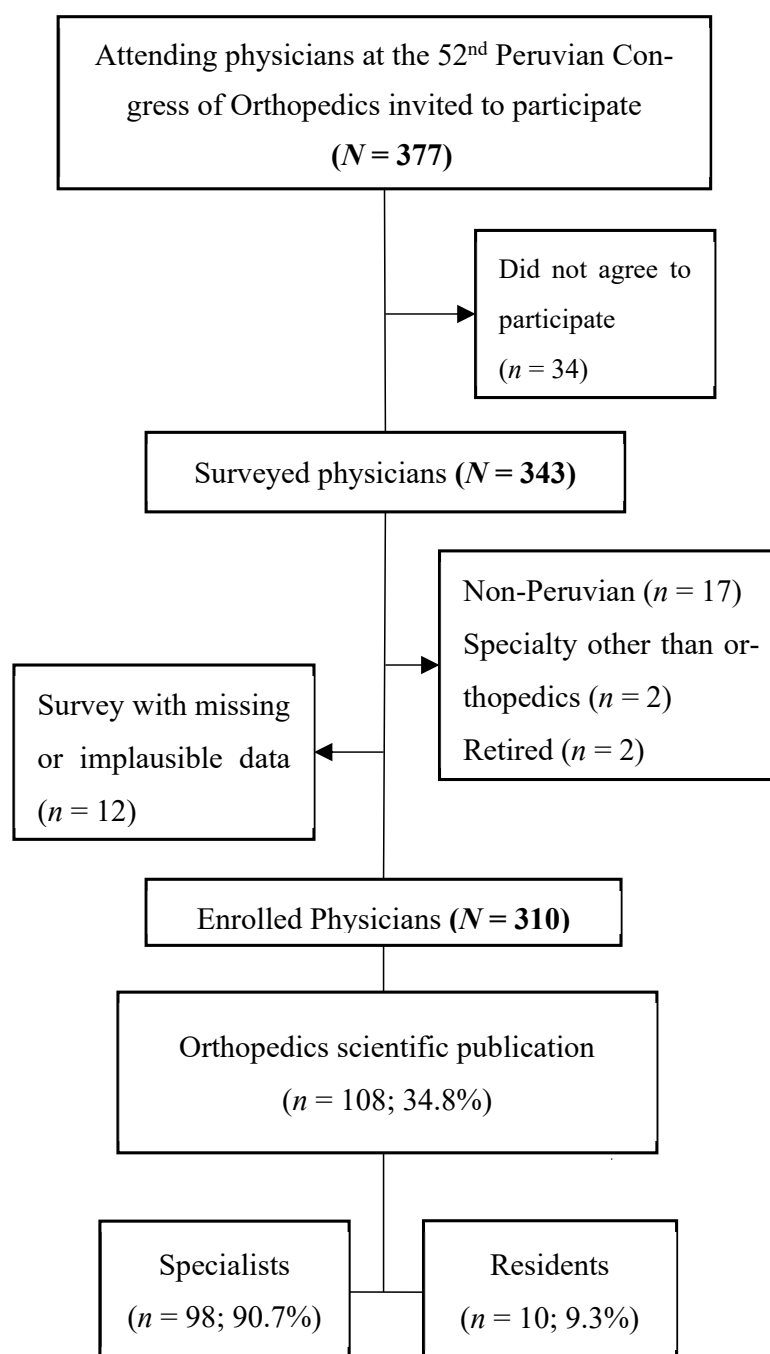 Attending physicians at the 52nd Peruvian Con-
gress of Orthopedics invited to participate
(N = 377)
Did not agree to
participate
(n = 34)
Surveyed physicians (N = 343)
Non-Peruvian (n = 17)
Specialty other than or-
thopedics (n = 2)
Retired (n = 2)
Survey with missing
or implausible data
(n = 12)
Enrolled Physicians (N = 310)
Orthopedics scientific publication
(n = 108; 34.8%)
Specialists
(n = 98; 90.7%)
Residents
(n = 10; 9.3%)